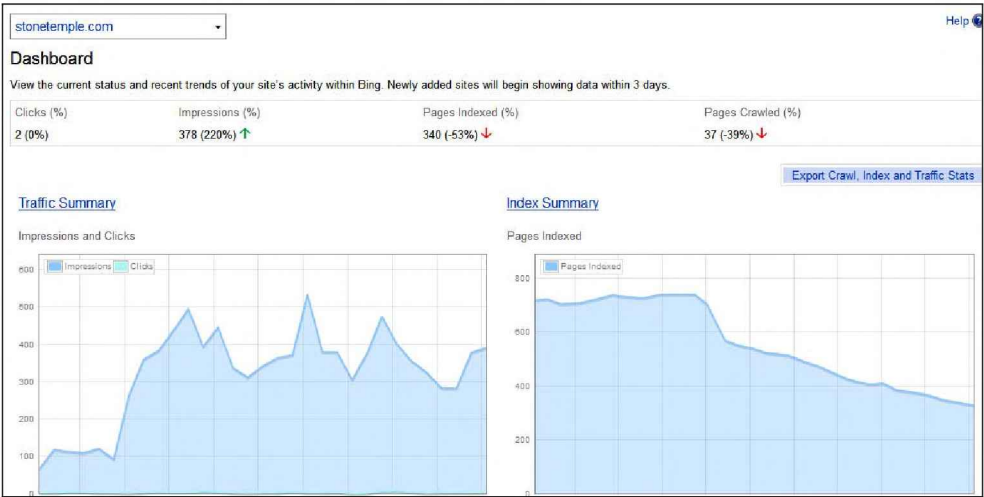 stonetemple.com
Help
Dashboard
View the current status and recent trends of your site's activity within Bing. Newly added sites will begin showing data within 3 days.
Clicks (%) Impressions (%) Pages Indexed (%) Pages Crawled (%)
2 (0%) 378 (220%) 340 (-53%) 37 (-39%)
Export Crawl, Index and Traffic Stats
Traffic Summary Index Summary
Impressions and Clicks Pages Indexed
Impressions Clicks
600
500
400
300
200
100
0
Pages Indexed
800
600
400
200
0